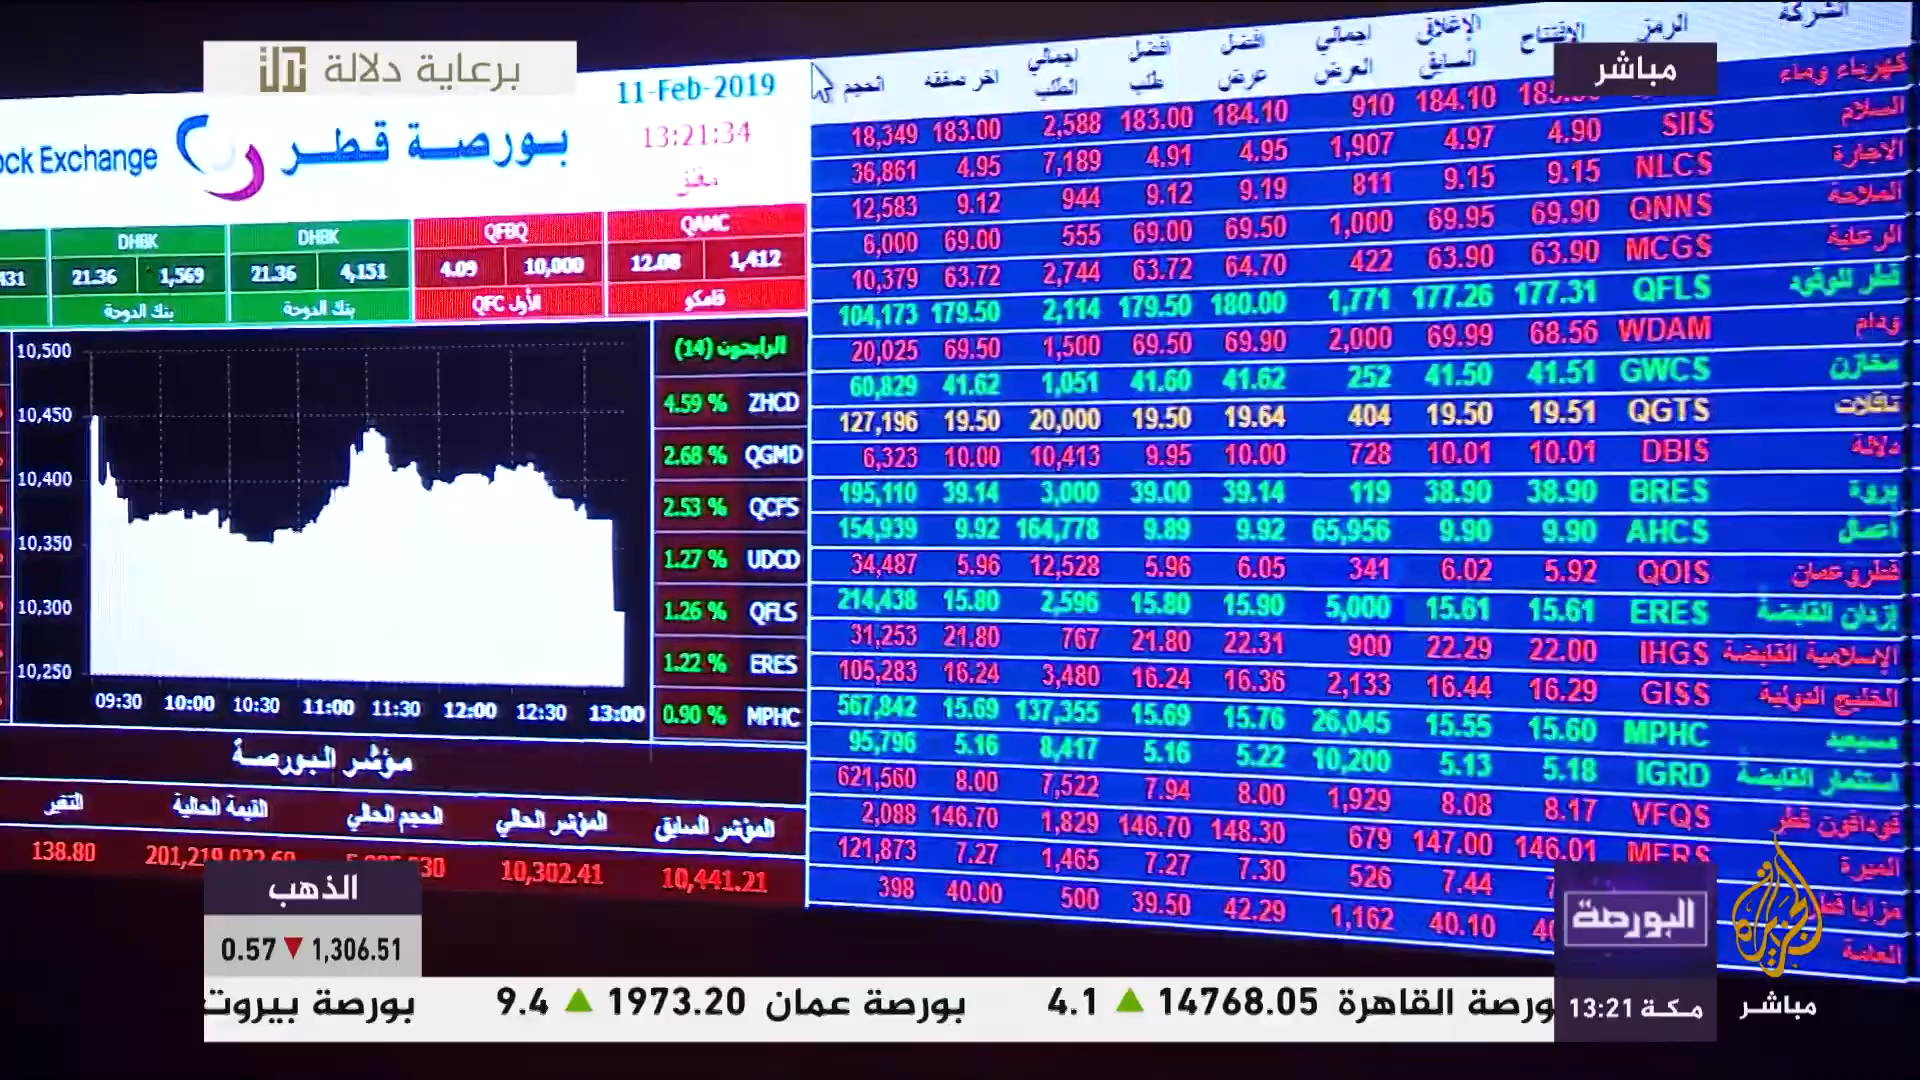 برعاية دلالة
مباشر
11-Feb-2019
13:21:34
مغلق
ock Exchange
بورصة قطر
الشركة الرمز الإفتتاح الإغلاق السابق اجمالي العرض افضل عرض افضل طلب اجمالي الطلب اخر صفقه الحجم
كهرباء وماء 910 184.10 184.10 183.00 2,588 183.00 18,349
السلام SIIS 4.90 4.97 1,907 4.95 4.91 7,189 4.95 36,861
الاجارة NLCS 9.15 9.15 811 9.19 9.12 944 9.12 12,583
الملاحة QNNS 69.90 69.95 1,000 69.50 69.00 555 69.00 6,000
الرعاية MCGS 63.90 63.90 422 64.70 63.72 2,744 63.72 10,379
قطر للوقود QFLS 177.31 177.26 1,771 180.00 179.50 2,114 179.50 104,173
ودام WDAM 68.56 69.99 2,000 69.90 69.50 1,500 69.50 20,025
مخازن GWCS 41.51 41.50 252 41.62 41.60 1,051 41.62 60,829
ناقلات QGTS 19.51 19.50 404 19.64 19.50 20,000 19.50 127,196
دلالة DBIS 10.01 10.01 728 10.00 9.95 10,413 10.00 6,323
بروة BRES 38.90 38.90 119 39.14 39.00 3,000 39.14 195,110
أعمال AHCS 9.90 9.90 65,956 9.92 9.89 164,778 9.92 154,939
قطر وعمان QOIS 5.92 6.02 341 6.05 5.96 12,528 5.96 34,487
إزدان القابضة ERES 15.61 15.61 5,000 15.90 15.80 2,596 15.80 214,438
الإسلامية القابضة IHGS 22.00 22.29 900 22.31 21.80 767 21.80 31,253
الخليج الدولية GISS 16.29 16.44 2,133 16.36 16.24 3,480 16.24 105,283
مسيعيد MPHC 15.60 15.55 26,045 15.76 15.69 137,355 15.69 567,842
استثمار القابضة IGRD 5.18 5.13 10,200 5.22 5.16 8,417 5.16 95,796
فودافون قطر VFQS 8.17 8.08 1,929 8.00 7.94 7,522 8.00 621,560
الميرة MERS 146.01 147.00 679 148.30 146.70 1,829 146.70 2,088
مزايا قطر 7.44 526 7.30 7.27 1,465 7.27 121,873
العامة 40.10 1,162 42.29 39.50 500 40.00 398
QAMC QFBQ DHBK DHBK
1,412 12.08 10,000 4.09 4,151 21.36 1,569 21.36 431
قامكو الأول QFC بنك الدوحة بنك الدوحة
الرابحون (14)
ZHCD 4.59 %
QGMD 2.68 %
QCFS 2.53 %
UDCD 1.27 %
QFLS 1.26 %
ERES 1.22 %
MPHC 0.90 %
10,500
10,450
10,400
10,350
10,300
10,250
09:30 10:00 10:30 11:00 11:30 12:00 12:30 13:00
مؤشر البورصة
المؤشر السابق المؤشر الحالي الحجم الحالي القيمة الحالية التغير
10,441.21 10,302.41 138.80
الذهب
1,306.51 ▼ 0.57
البورصة
مكة 13:21
الجزيرة
مباشر
ورصة القاهرة 14768.05 ▲ 4.1 بورصة عمان 1973.20 ▲ 9.4 بورصة بيروت